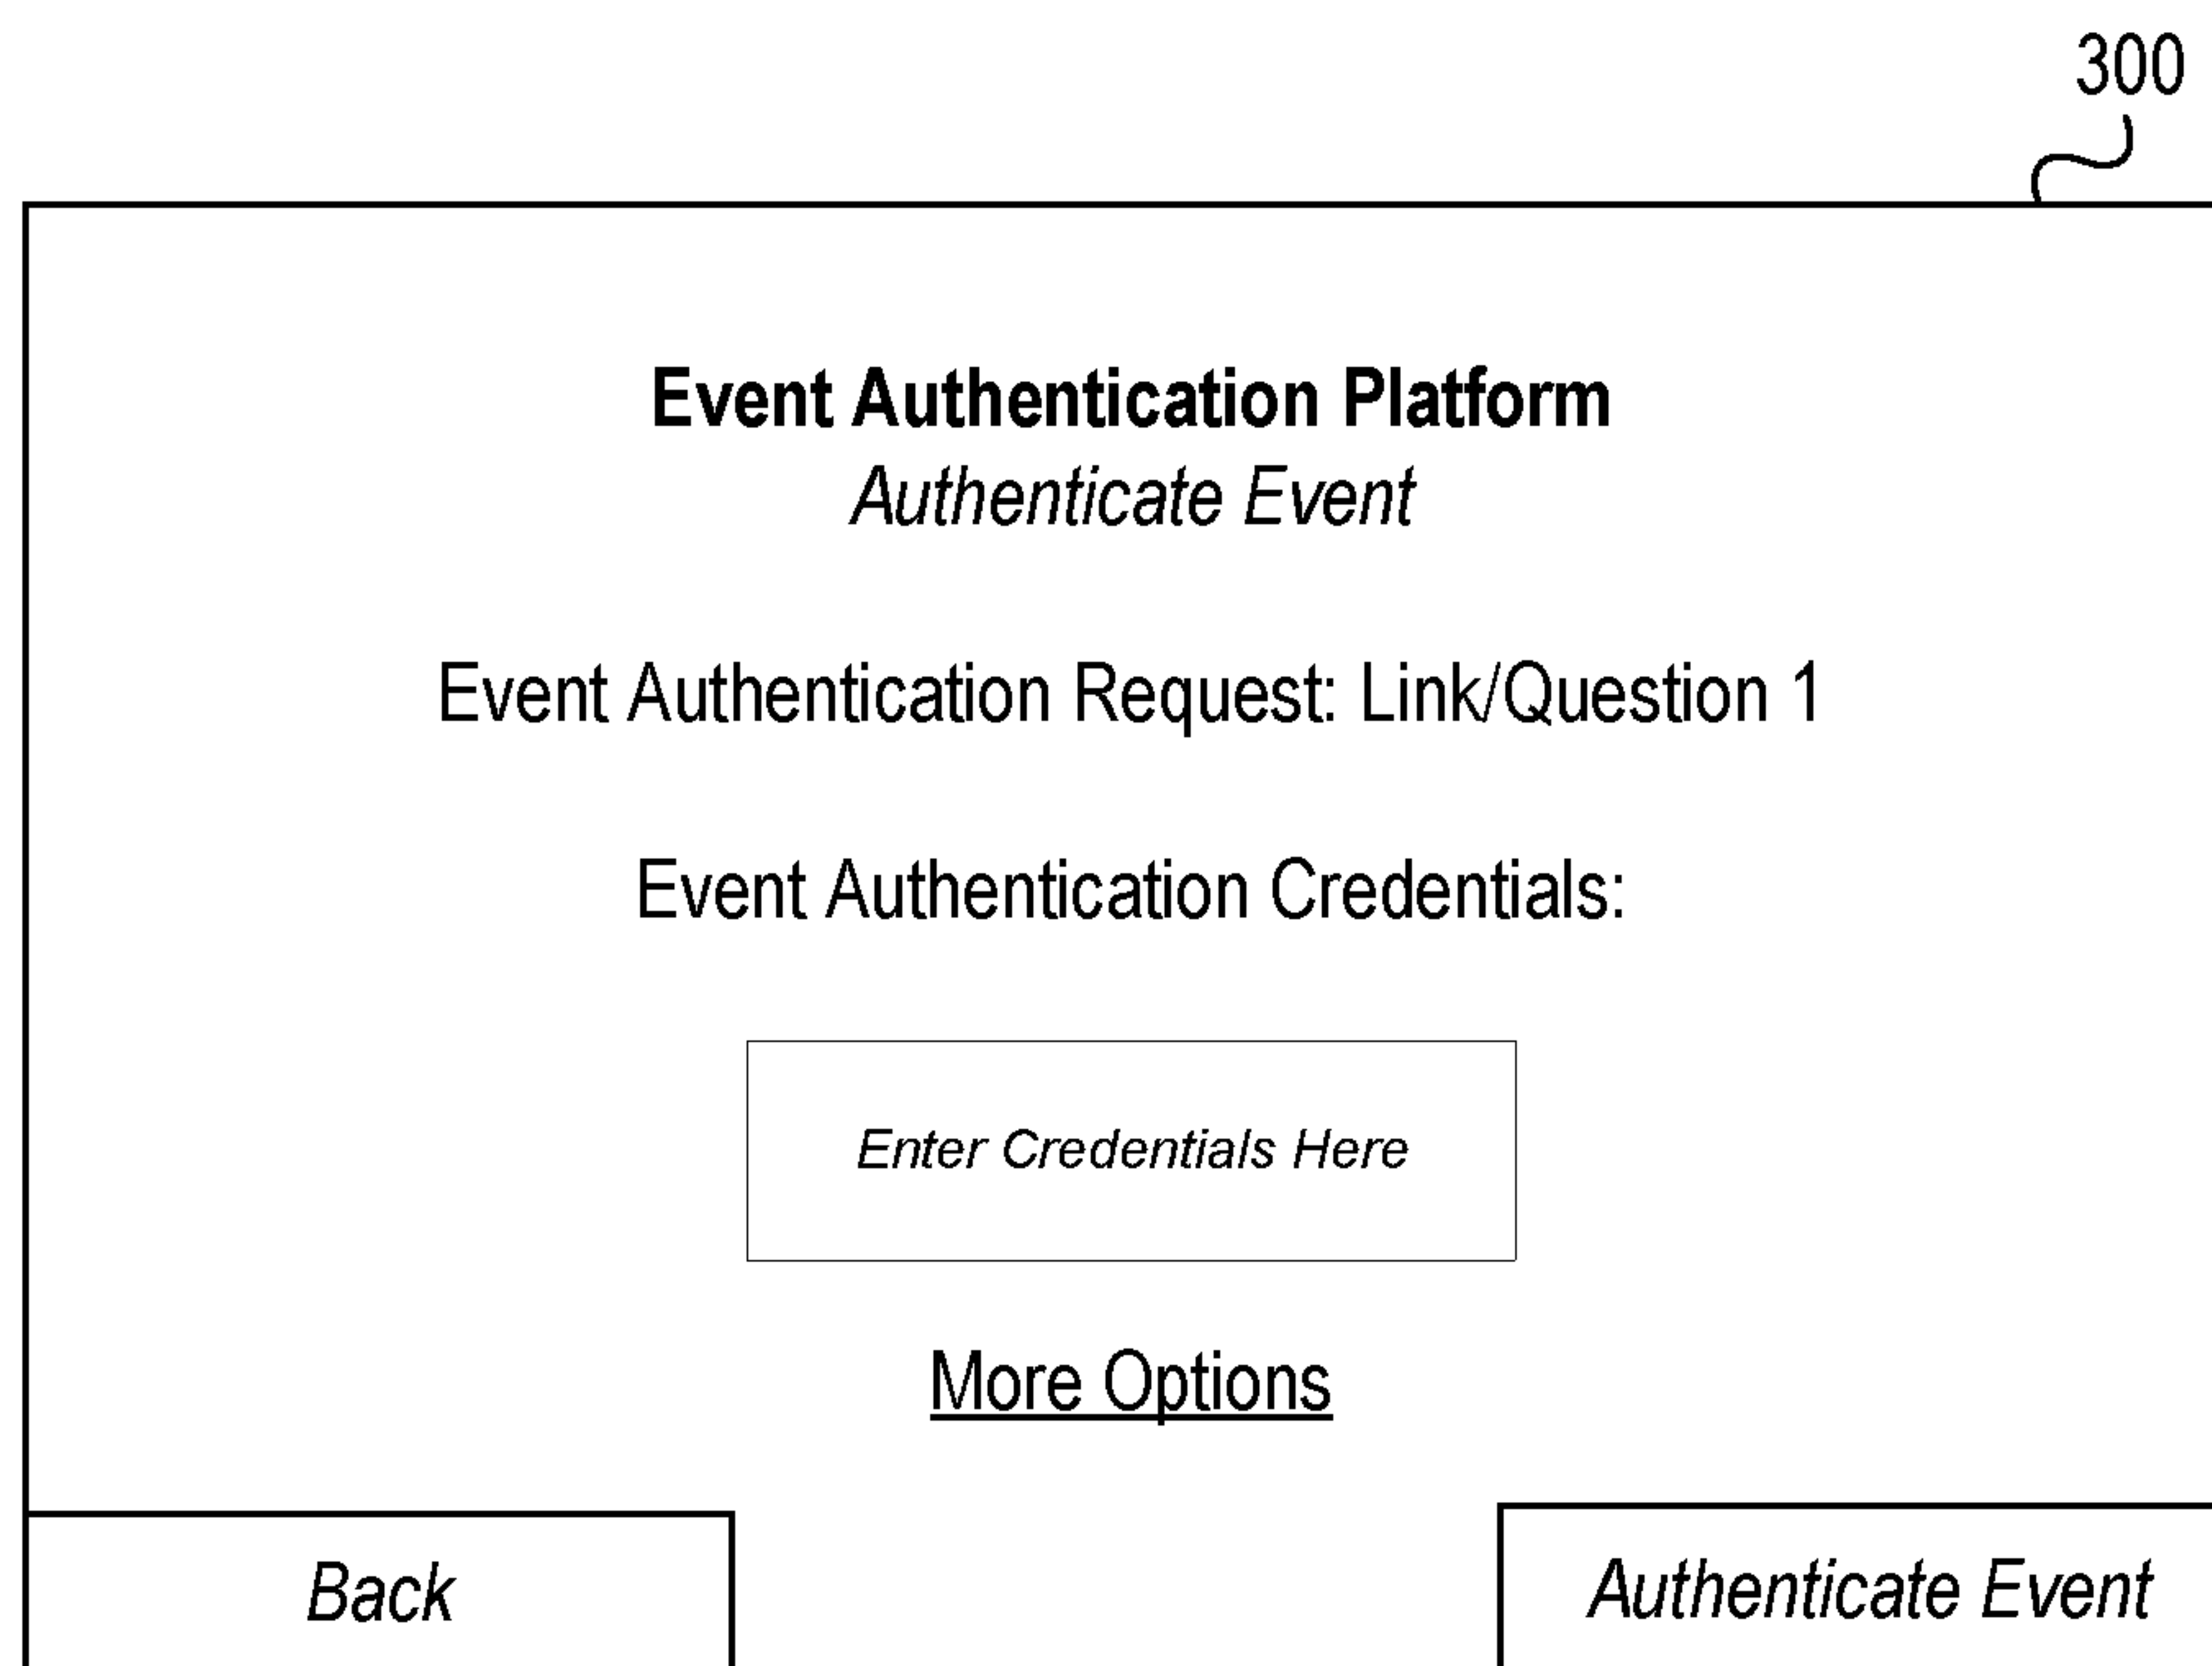 300
Event Authentication Platform
Authenticate Event
Event Authentication Request: Link/Question 1
Event Authentication Credentials:
Enter Credentials Here
More Options
Back
Authenticate Event